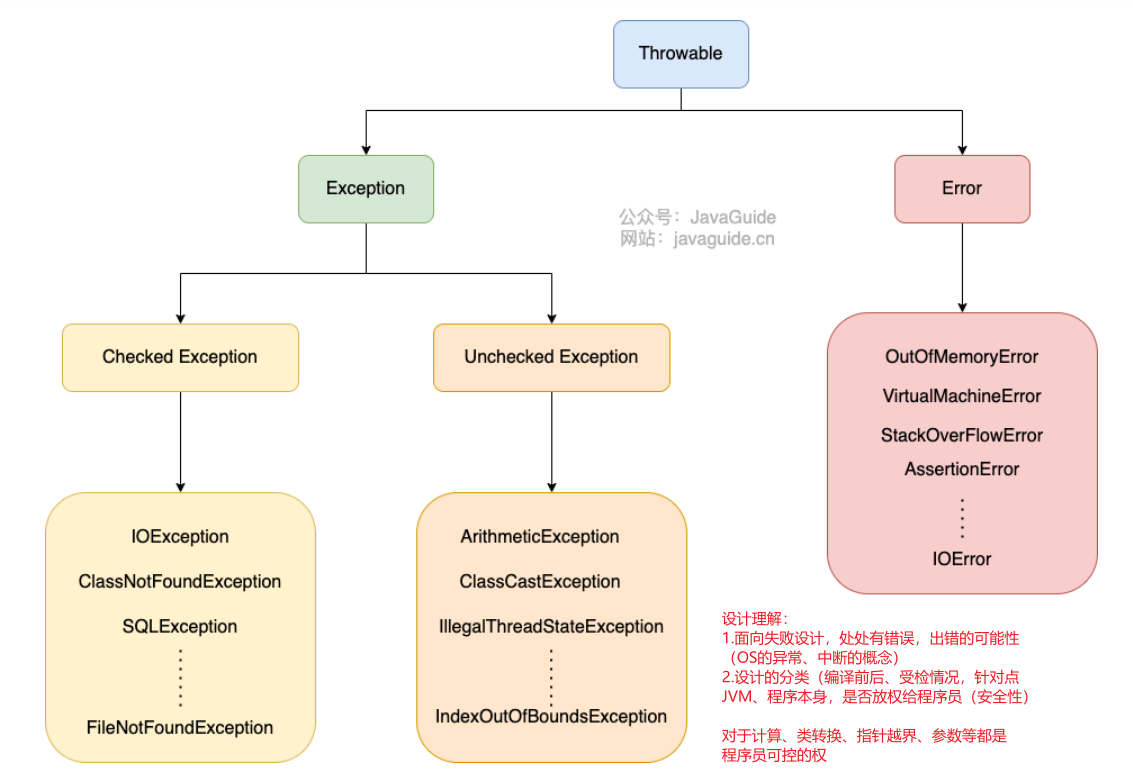 Throwable
Exception
Error
公众号：JavaGuide
网站：javaguide.cn
Checked Exception
Unchecked Exception
OutOfMemoryError
VirtualMachineError
StackOverFlowError
AssertionError
IOError
IOException
ClassNotFoundException
SQLException
FileNotFoundException
ArithmeticException
ClassCastException
IllegalThreadStateException
IndexOutOfBoundsException
设计理解：
1.面向失败设计，处处有错误，出错的可能性
（OS的异常、中断的概念）
2.设计的分类（编译前后、受检情况，针对点
JVM、程序本身，是否放权给程序员（安全性）
对于计算、类转换、指针越界、参数等都是
程序员可控的权